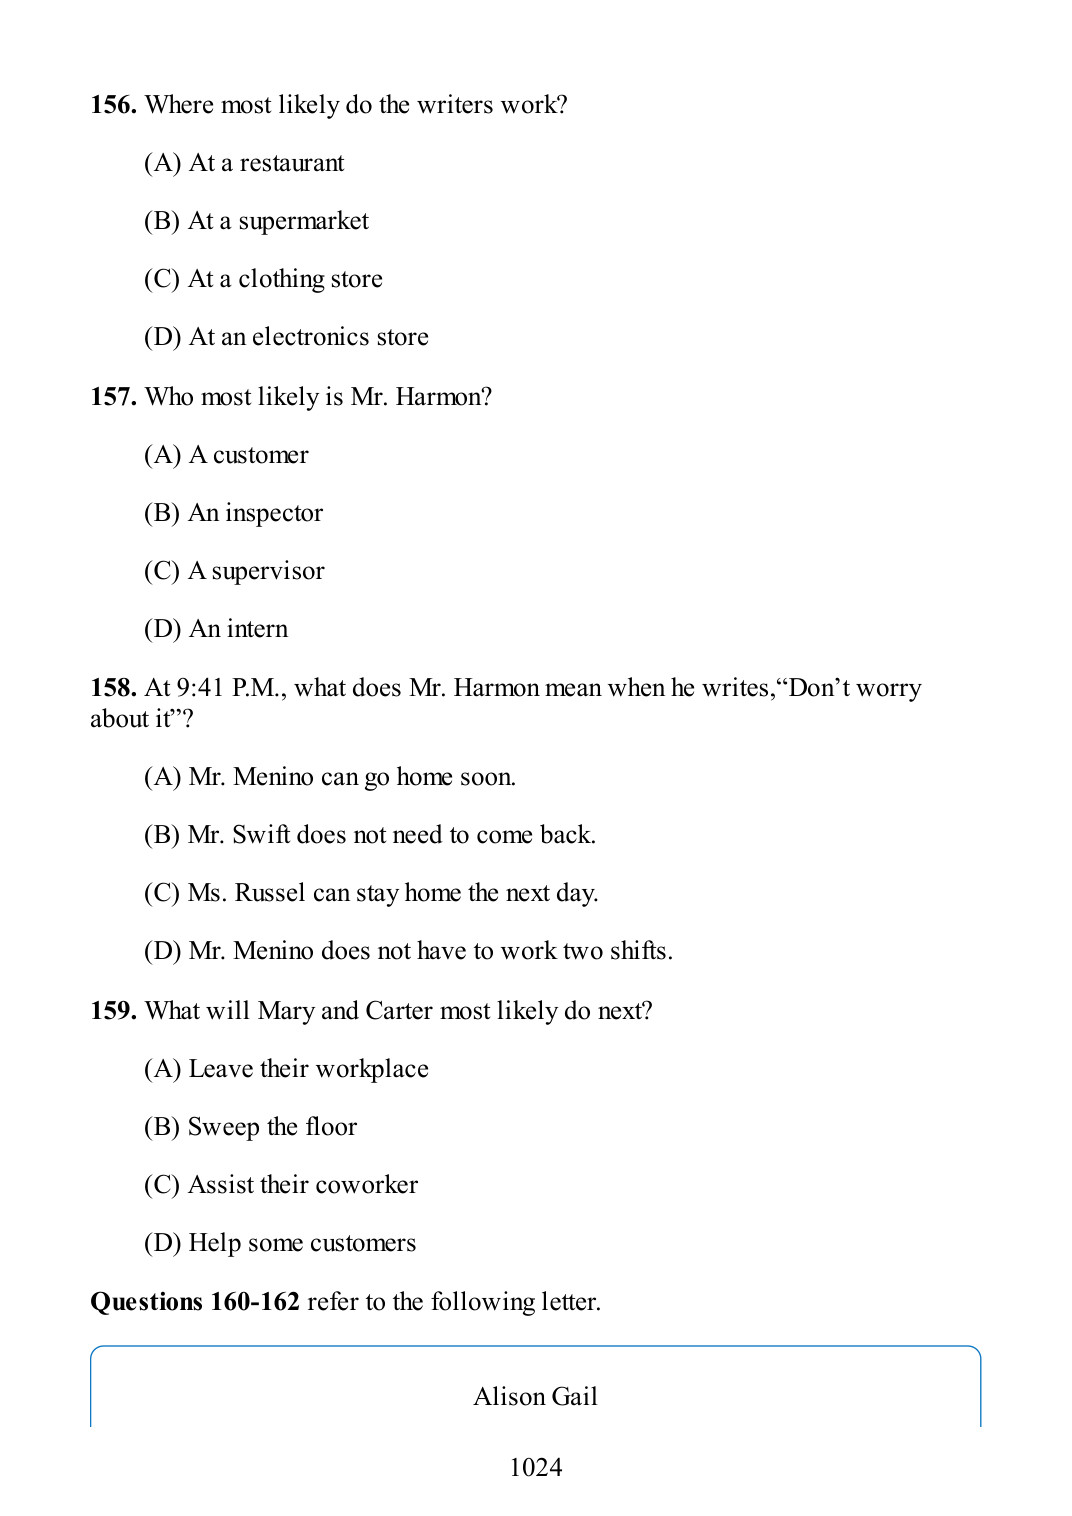 156. Where most likely do the writers work?
(A) At a restaurant
(B) At a supermarket
(C) At a clothing store
(D) At an electronics store
157. Who most likely is Mr. Harmon?
(A) A customer
(B) An inspector
(C) A supervisor
(D) An intern
158. At 9:41 P.M., what does Mr. Harmon mean when he writes,“Don’t worry
about it”?
(A) Mr. Menino can go home soon.
(B) Mr. Swift does not need to come back.
(C) Ms. Russel can stay home the next day.
(D) Mr. Menino does not have to work two shifts.
159. What will Mary and Carter most likely do next?
(A) Leave their workplace
(B) Sweep the floor
(C) Assist their coworker
(D) Help some customers
Questions 160-162 refer to the following letter.
Alison Gail
1024